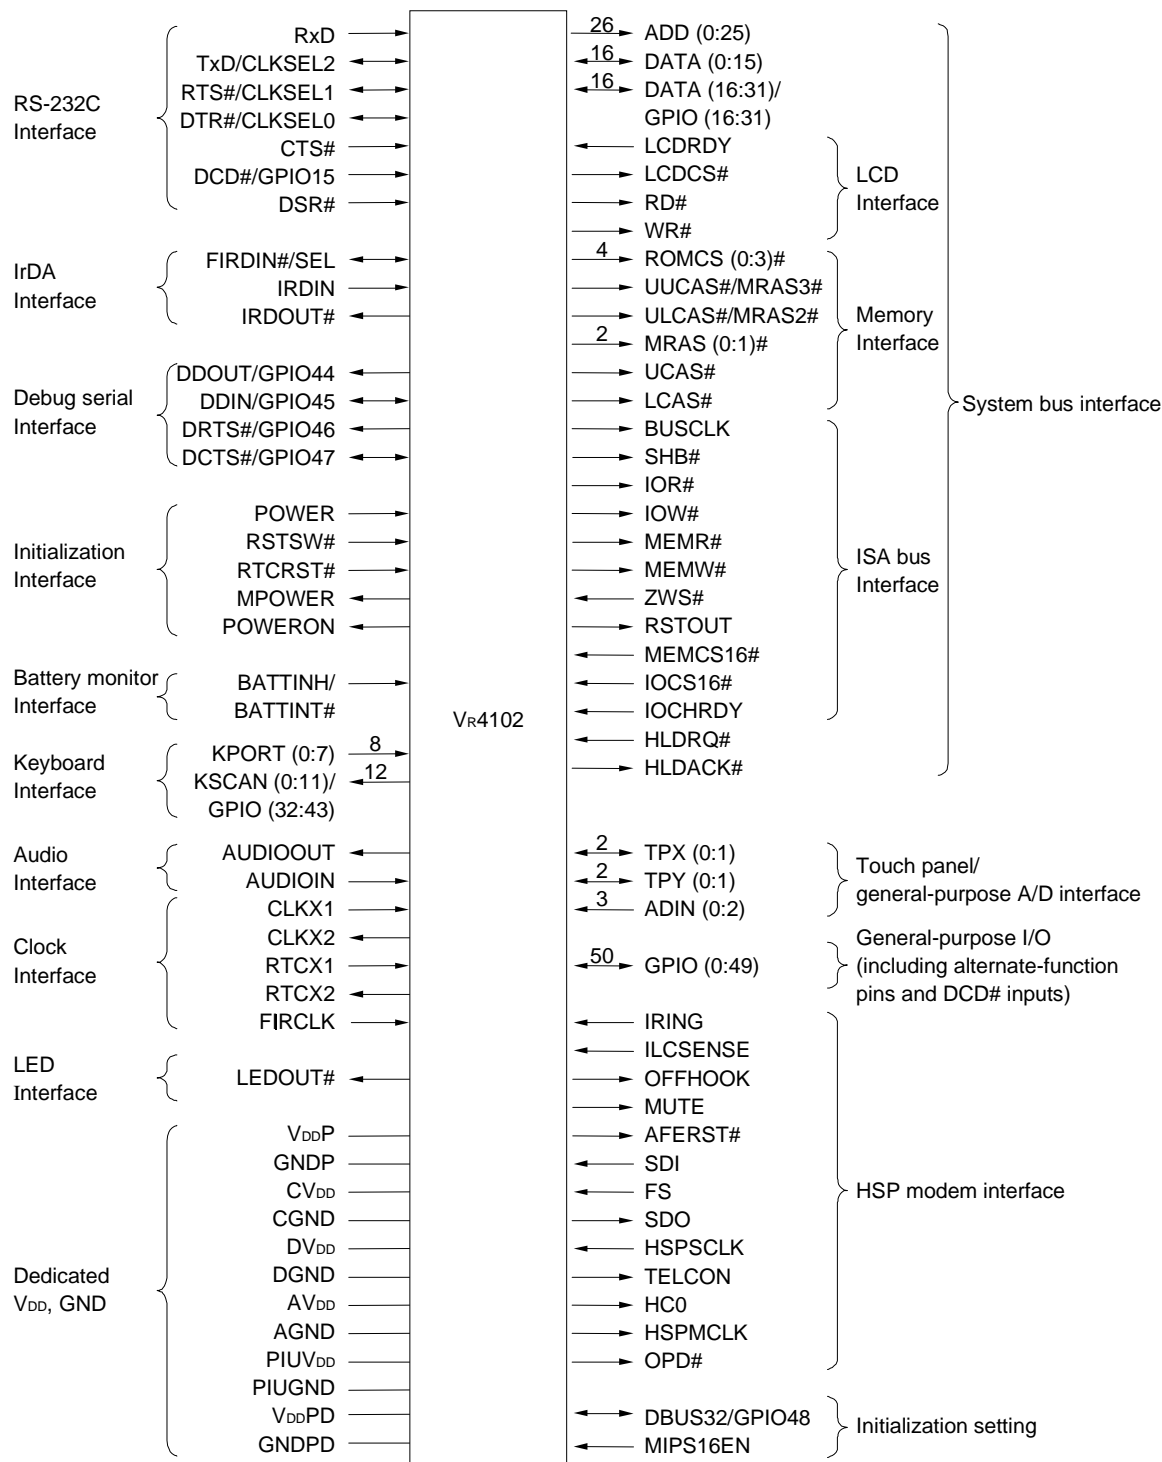 RS-232C
Interface
RxD
TxD/CLKSEL2
RTS#/CLKSEL1
DTR#/CLKSEL0
CTS#
DCD#/GPIO15
DSR#
IrDA
Interface
FIRDIN#/SEL
IRDIN
IRDOUT#
Debug serial
Interface
DDOUT/GPIO44
DDIN/GPIO45
DRTS#/GPIO46
DCTS#/GPIO47
Initialization
Interface
POWER
RSTSW#
RTCRST#
MPOWER
POWERON
Battery monitor
Interface
BATTINH/
BATTINT#
Keyboard
Interface
KPORT (0:7) 8
KSCAN (0:11)/ 12
GPIO (32:43)
Audio
Interface
AUDIOOUT
AUDIOIN
Clock
Interface
CLKX1
CLKX2
RTCX1
RTCX2
FIRCLK
LED
Interface
LEDOUT#
Dedicated
VDD, GND
VDDP
GNDP
CVDD
CGND
DVDD
DGND
AVDD
AGND
PIUVDD
PIUGND
VDDPD
GNDPD
VR4102
26 ADD (0:25)
16 DATA (0:15)
16 DATA (16:31)/
GPIO (16:31)
LCDRDY
LCDCS#
RD#
WR#
LCD
Interface
4 ROMCS (0:3)#
UUCAS#/MRAS3#
ULCAS#/MRAS2#
2 MRAS (0:1)#
UCAS#
LCAS#
Memory
Interface
BUSCLK
SHB#
IOR#
IOW#
MEMR#
MEMW#
ZWS#
RSTOUT
MEMCS16#
IOCS16#
IOCHRDY
ISA bus
Interface
HLDRQ#
HLDACK#
System bus interface
2 TPX (0:1)
2 TPY (0:1)
3 ADIN (0:2)
Touch panel/
general-purpose A/D interface
50 GPIO (0:49)
General-purpose I/O
(including alternate-function
pins and DCD# inputs)
IRING
ILCSENSE
OFFHOOK
MUTE
AFERST#
SDI
FS
SDO
HSPSCLK
TELCON
HC0
HSPMCLK
OPD#
HSP modem interface
DBUS32/GPIO48
MIPS16EN
Initialization setting